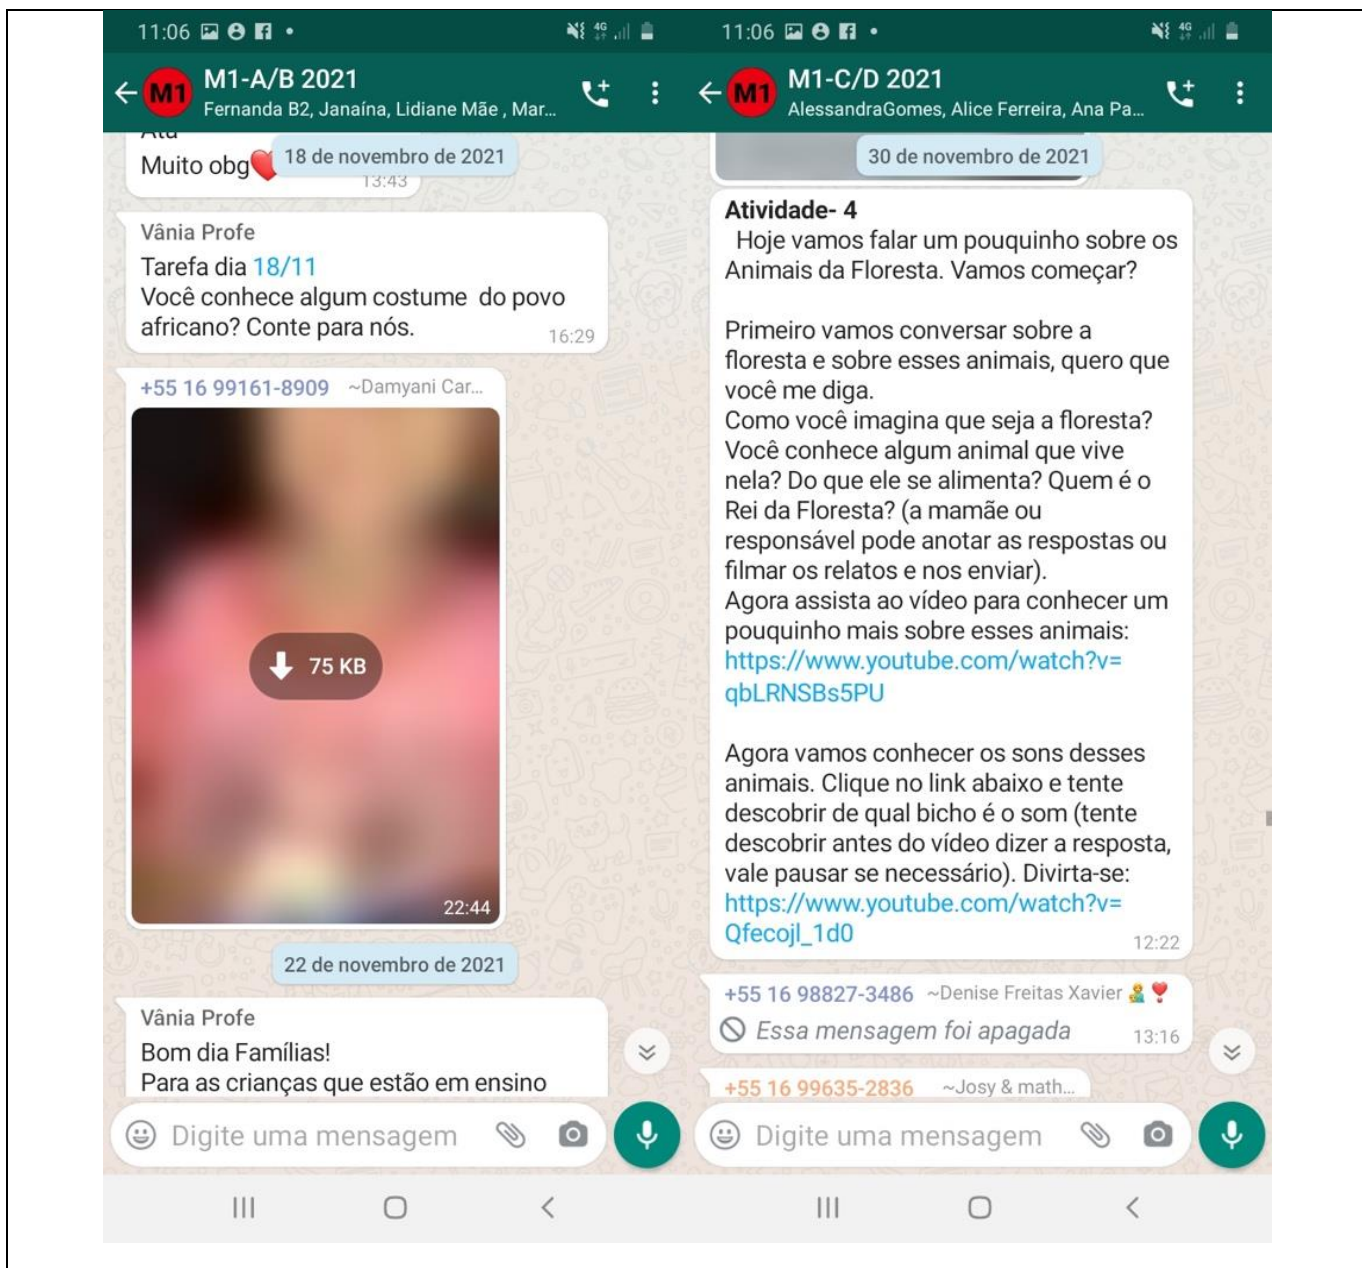 11:06
4G
M1
M1-A/B 2021
Fernanda B2, Janaína, Lidiane Mãe , Mar...
Muito obg
13:43
18 de novembro de 2021
Vânia Profe
Tarefa dia 18/11
Você conhece algum costume do povo
africano? Conte para nós.
16:29
+55 16 99161-8909 ~Damyani Car...
75 KB
22:44
22 de novembro de 2021
Vânia Profe
Bom dia Famílias!
Para as crianças que estão em ensino
Digite uma mensagem
11:06
4G
M1
M1-C/D 2021
AlessandraGomes, Alice Ferreira, Ana Pa...
30 de novembro de 2021
Atividade- 4
Hoje vamos falar um pouquinho sobre os
Animais da Floresta. Vamos começar?
Primeiro vamos conversar sobre a
floresta e sobre esses animais, quero que
você me diga.
Como você imagina que seja a floresta?
Você conhece algum animal que vive
nela? Do que ele se alimenta? Quem é o
Rei da Floresta? (a mamãe ou
responsável pode anotar as respostas ou
filmar os relatos e nos enviar).
Agora assista ao vídeo para conhecer um
pouquinho mais sobre esses animais:
https://www.youtube.com/watch?v=
qbLRNSBs5PU
Agora vamos conhecer os sons desses
animais. Clique no link abaixo e tente
descobrir de qual bicho é o som (tente
descobrir antes do vídeo dizer a resposta,
vale pausar se necessário). Divirta-se:
https://www.youtube.com/watch?v=
Qfecojl_1d0
12:22
+55 16 98827-3486 ~Denise Freitas Xavier
Essa mensagem foi apagada
13:16
+55 16 99635-2836 ~Josy & math...
Digite uma mensagem